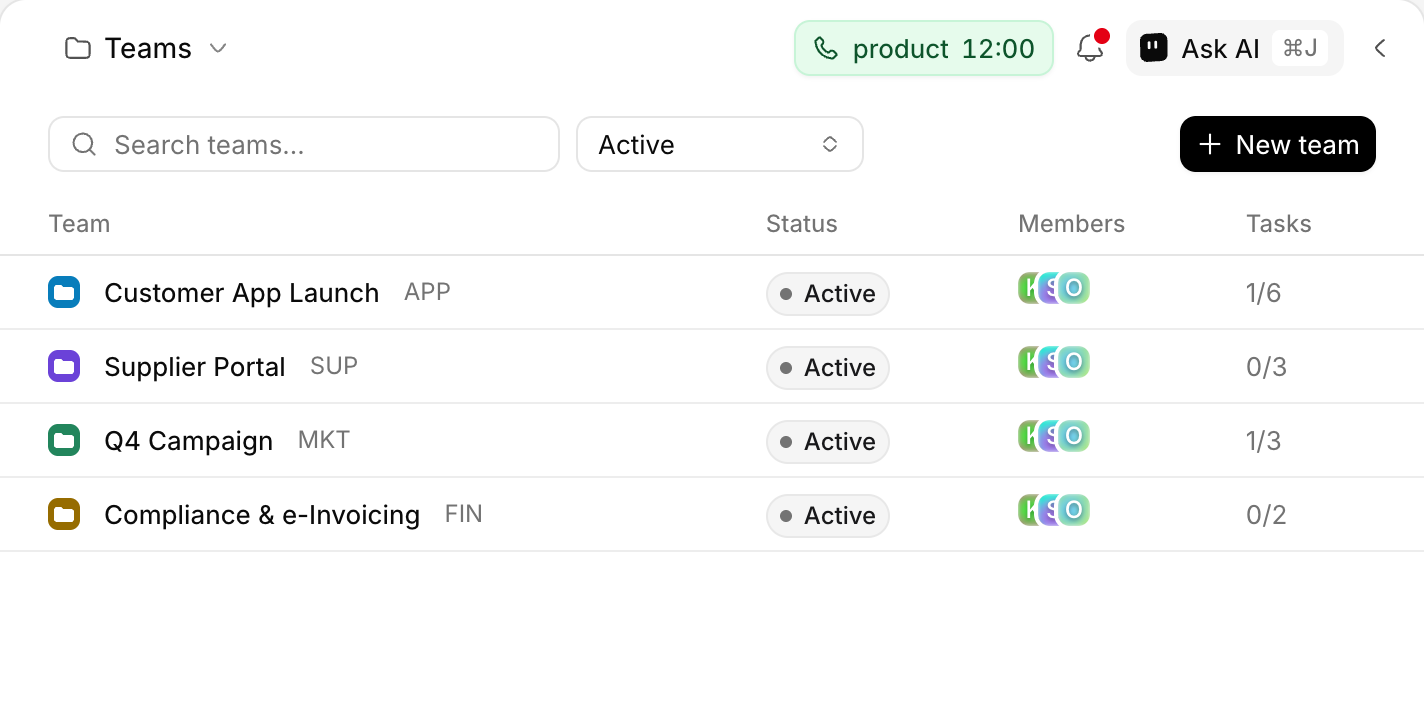 Teams product 12:00 Ask AI ⌘J
Search teams... Active New team
Team Status Members Tasks
Customer App Launch APP Active K S O 1/6
Supplier Portal SUP Active K S O 0/3
Q4 Campaign MKT Active K S O 1/3
Compliance & e-Invoicing FIN Active K S O 0/2